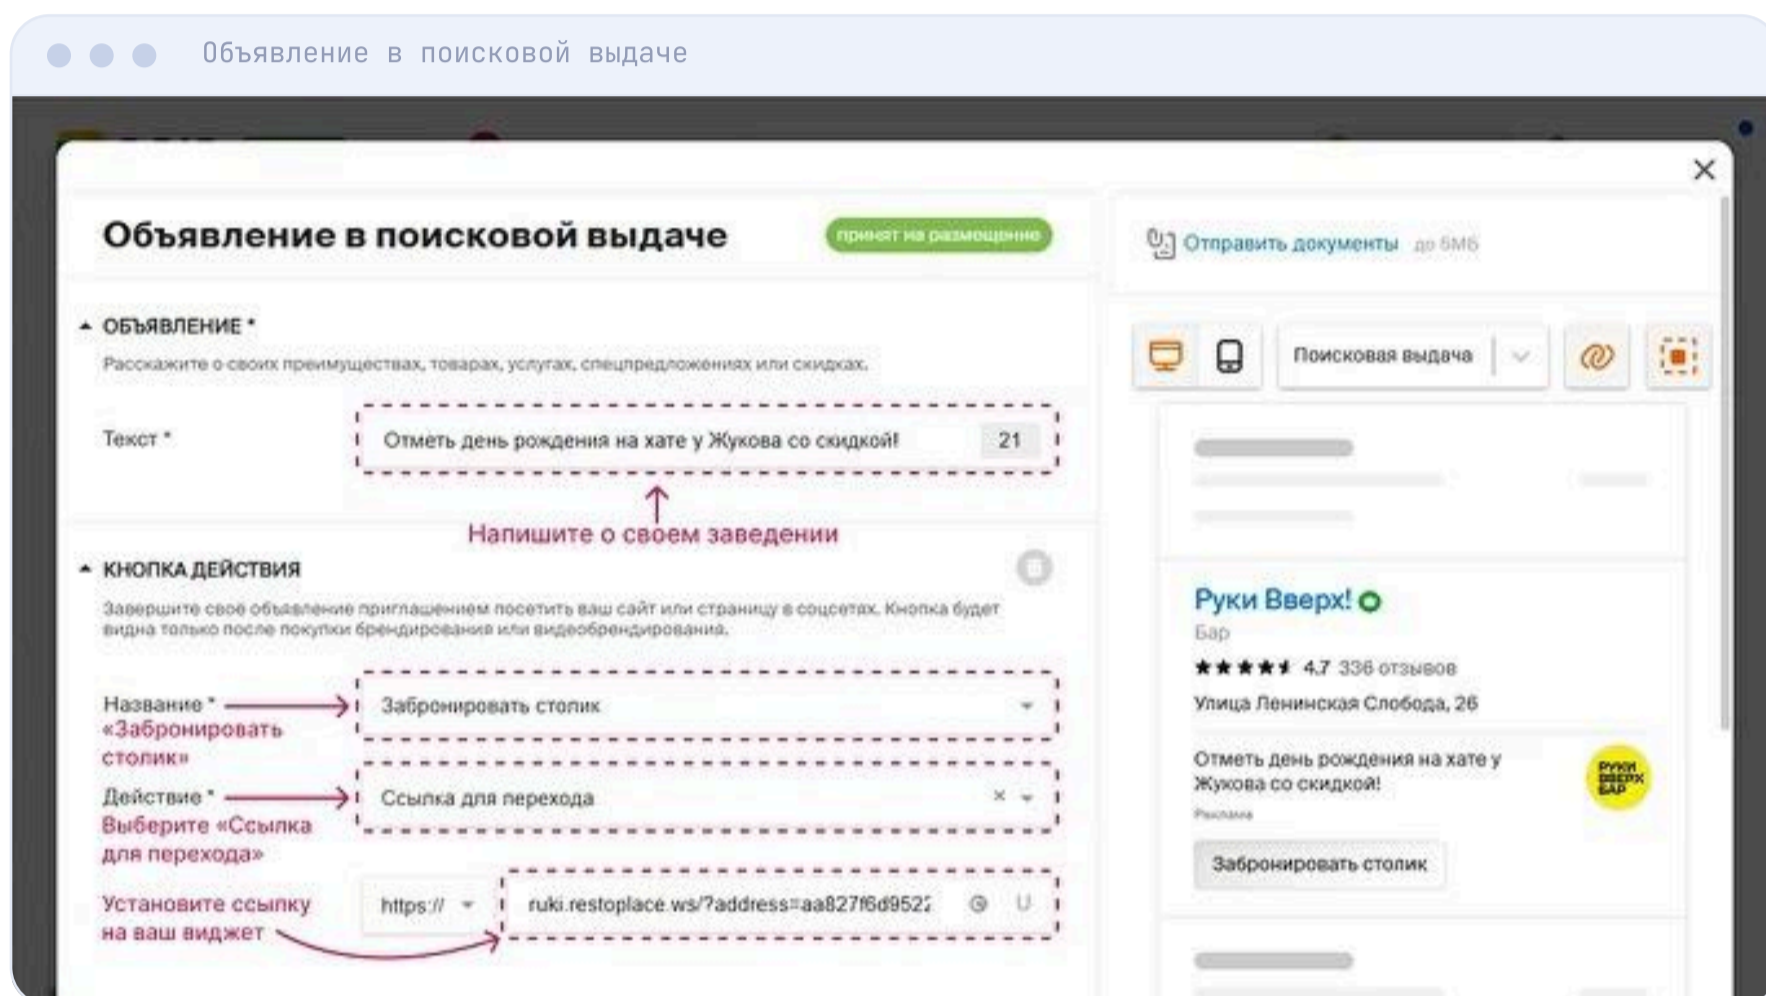 Объявление в поисковой выдаче
Объявление в поисковой выдаче
принят на размещение
ОБЪЯВЛЕНИЕ *
Расскажите о своих преимуществах, товарах, услугах, спецпредложениях или скидках.
Текст *
Отметь день рождения на хате у Жукова со скидкой!
21
Напишите о своем заведении
КНОПКА ДЕЙСТВИЯ
Завершите своё объявление приглашением посетить ваш сайт или страницу в соцсетях. Кнопка будет
видна только после покупки брендирования или видеобрендирования.
Название *
Забронировать столик
«Забронировать
столик»
Действие *
Ссылка для перехода
Выберите «Ссылка
для перехода»
Установите ссылку
на ваш виджет
https://
ruki.restoplace.ws/?address=aa827f6d9522
Отправить документы до 5МБ
Поисковая выдача
Руки Вверх!
Бар
4.7 336 отзывов
Улица Ленинская Слобода, 26
Отметь день рождения на хате у
Жукова со скидкой!
Реклама
РУКИ
ВВЕРХ
БАР
Забронировать столик